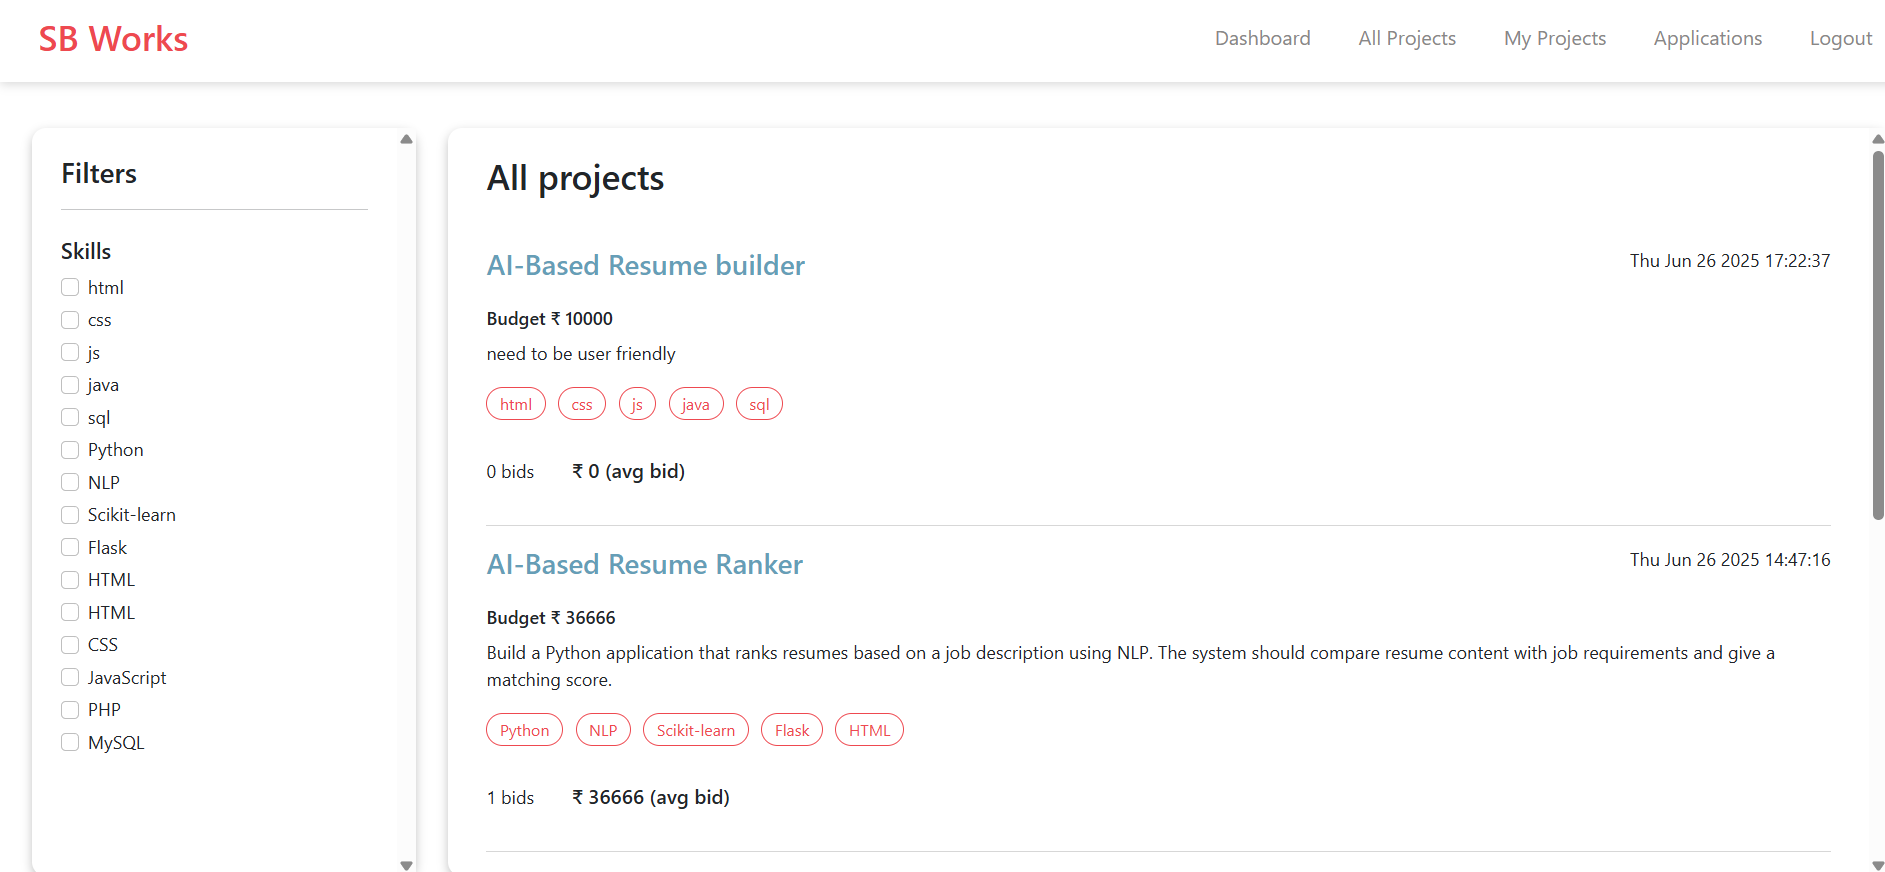 SB Works
Dashboard
All Projects
My Projects
Applications
Logout
Filters
Skills
html
css
js
java
sql
Python
NLP
Scikit-learn
Flask
HTML
HTML
CSS
JavaScript
PHP
MySQL
All projects
AI-Based Resume builder
Thu Jun 26 2025 17:22:37
Budget ₹ 10000
need to be user friendly
html css js java sql
0 bids ₹ 0 (avg bid)
AI-Based Resume Ranker
Thu Jun 26 2025 14:47:16
Budget ₹ 36666
Build a Python application that ranks resumes based on a job description using NLP. The system should compare resume content with job requirements and give a
matching score.
Python NLP Scikit-learn Flask HTML
1 bids ₹ 36666 (avg bid)